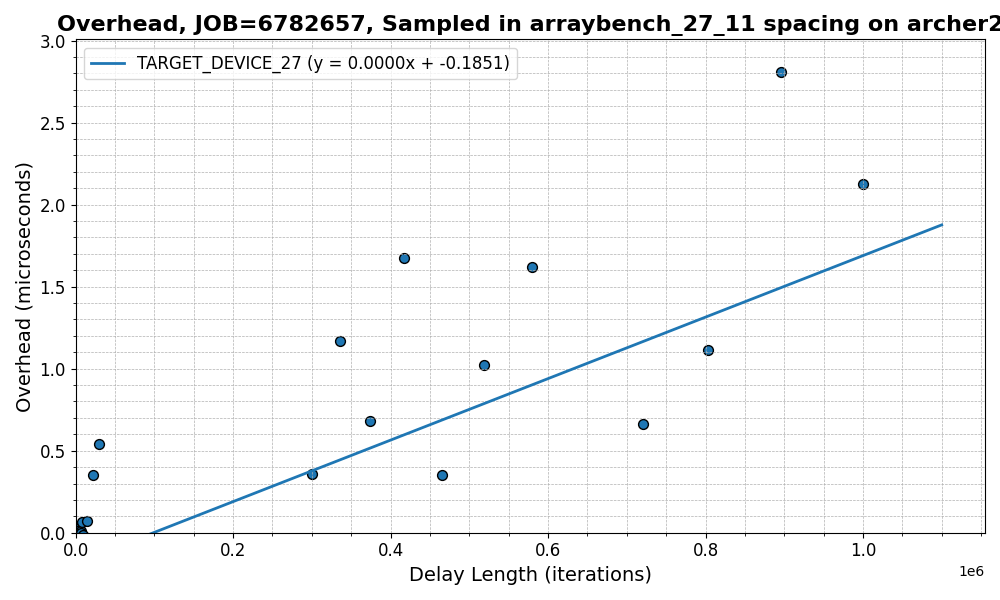 Overhead, JOB=6782657, Sampled in arraybench_27_11 spacing on archer2
TARGET_DEVICE_27 (y = 0.0000x + -0.1851)
Overhead (microseconds)
3.0
2.5
2.0
1.5
1.0
0.5
0.0
0.0 0.2 0.4 0.6 0.8 1.0
1e6
Delay Length (iterations)